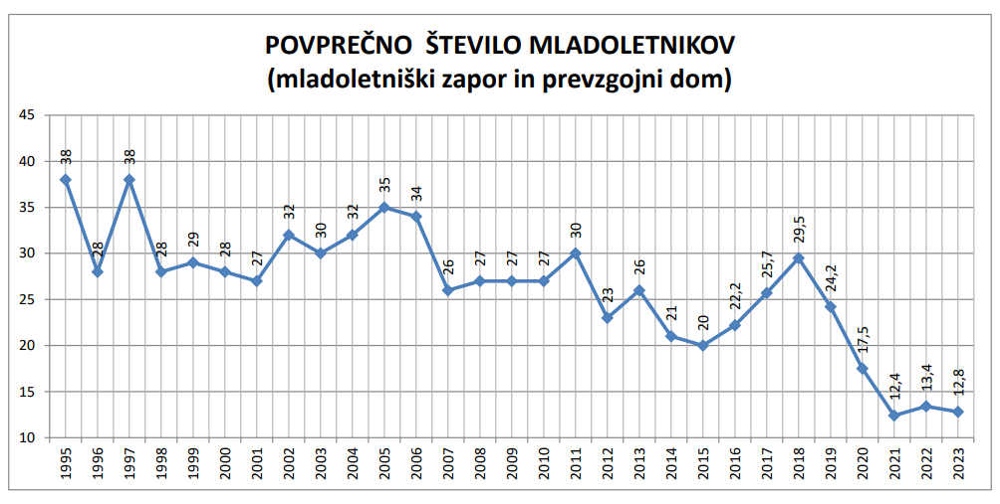 POVPREČNO ŠTEVILO MLADOLETNIKOV
(mladoletniški zapor in prevzgojni dom)
45
40
35
30
25
20
15
10
38 28 38 28 29 28 27 32 30 32 35 34 26 27 27 27 30 23 26 21 20 22,2 25,7 29,5 24,2 17,5 12,4 13,4 12,8
1995 1996 1997 1998 1999 2000 2001 2002 2003 2004 2005 2006 2007 2008 2009 2010 2011 2012 2013 2014 2015 2016 2017 2018 2019 2020 2021 2022 2023